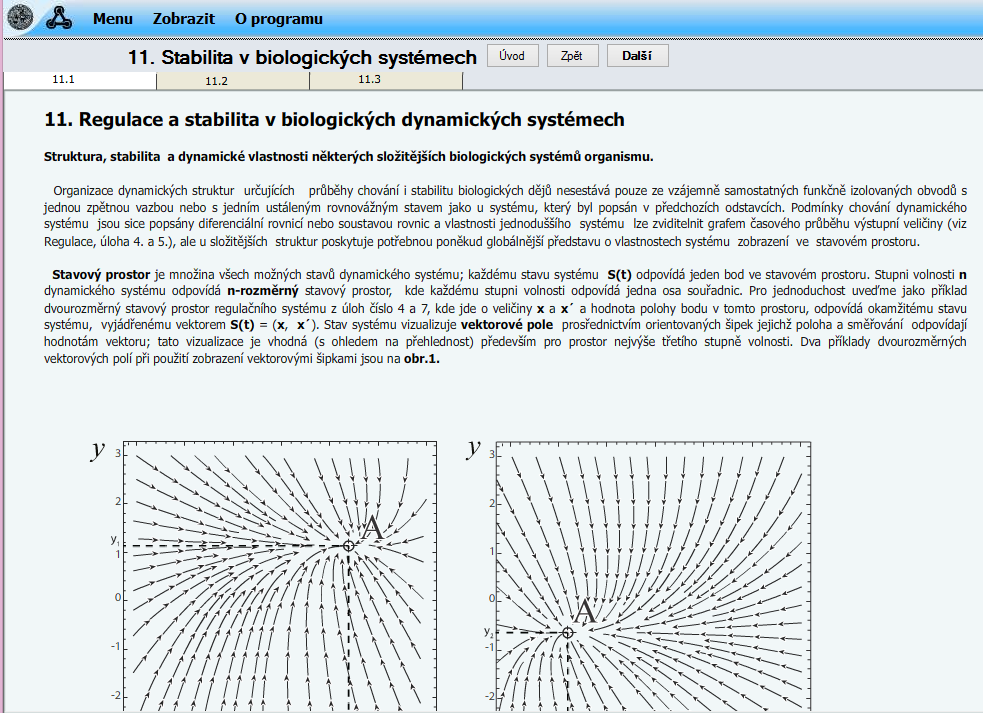 Menu Zobrazit O programu
11. Stabilita v biologických systémech Úvod Zpět Další
11.1 11.2 11.3
11. Regulace a stabilita v biologických dynamických systémech
Struktura, stabilita a dynamické vlastnosti některých složitějších biologických systémů organismu.
Organizace dynamických struktur určujících průběhy chování i stabilitu biologických dějů nesestává pouze ze vzájemně samostatných funkčně izolovaných obvodů s
jednou zpětnou vazbou nebo s jedním ustáleným rovnovážným stavem jako u systému, který byl popsán v předchozích odstavcích. Podmínky chování dynamického
systému jsou sice popsány diferenciální rovnicí nebo soustavou rovnic a vlastnosti jednoduššího systému lze zviditelnit grafem časového průběhu výstupní veličiny (viz
Regulace, úloha 4. a 5.), ale u složitějších struktur poskytuje potřebnou poněkud globálnější představu o vlastnostech systému zobrazení ve stavovém prostoru.
Stavový prostor je množina všech možných stavů dynamického systému; každému stavu systému S(t) odpovídá jeden bod ve stavovém prostoru. Stupni volnosti n
dynamického systému odpovídá n-rozměrný stavový prostor, kde každému stupni volnosti odpovídá jedna osa souřadnic. Pro jednoduchost uveďme jako příklad
dvourozměrný stavový prostor regulačního systému z úloh číslo 4 a 7, kde jde o veličiny x a x´ a hodnota polohy bodu v tomto prostoru, odpovídá okamžitému stavu
systému, vyjádřenému vektorem S(t) = (x, x´). Stav systému vizualizuje vektorové pole prosřednictvím orientovaných šipek jejichž poloha a směřování odpovídají
hodnotám vektoru; tato vizualizace je vhodná (s ohledem na přehlednost) především pro prostor nejvýše třetího stupně volnosti. Dva příklady dvourozměrných
vektorových polí při použití zobrazení vektorovými šipkami jsou na obr.1.
y
3
2
A
y₁
1
0
-1
-2
y
3
2
1
0
A
y₂
-1
-2